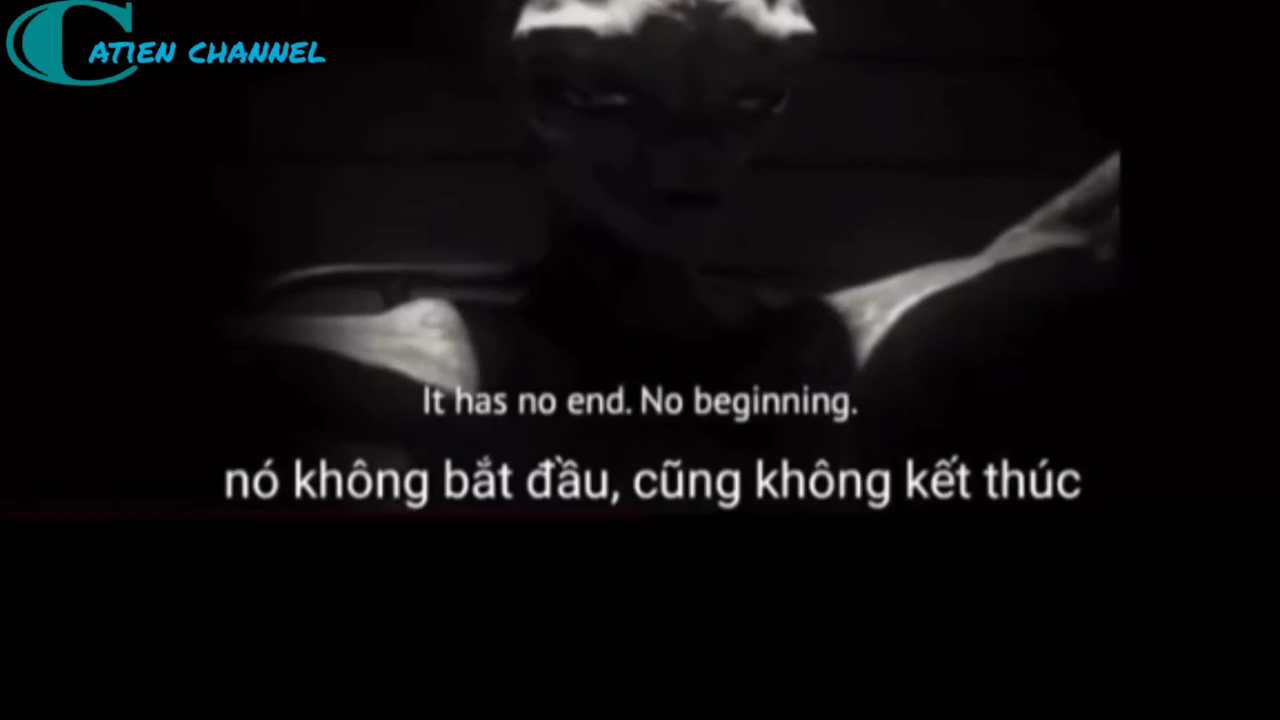 CATIEN CHANNEL
It has no end. No beginning.
nó không bắt đầu, cũng không kết thúc